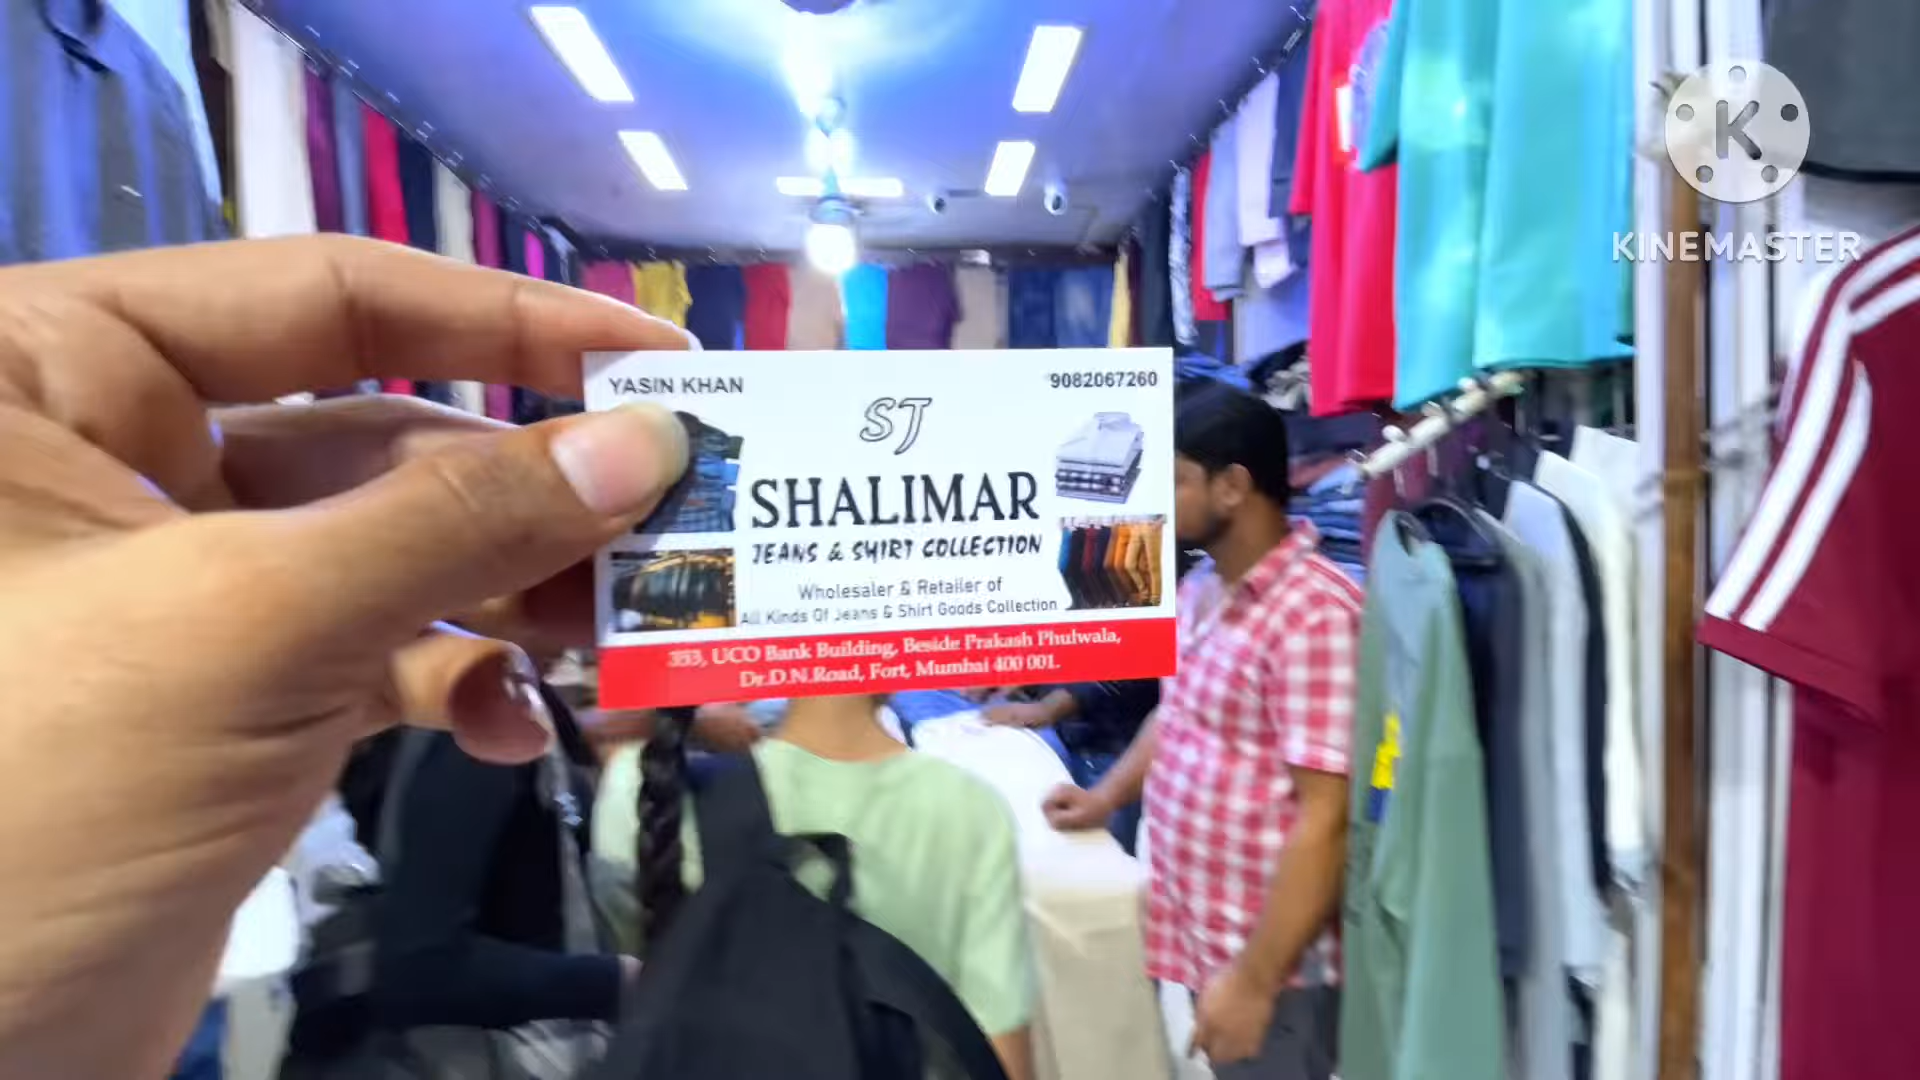 K
KINEMASTER
YASIN KHAN
9082067260
SJ
SHALIMAR
JEANS & SHIRT COLLECTION
Wholesaler & Retailer of
All Kinds Of Jeans & Shirt Goods Collection
353, UCO Bank Building, Beside Prakash Phulwala,
Dr.D.N.Road, Fort, Mumbai 400 001.